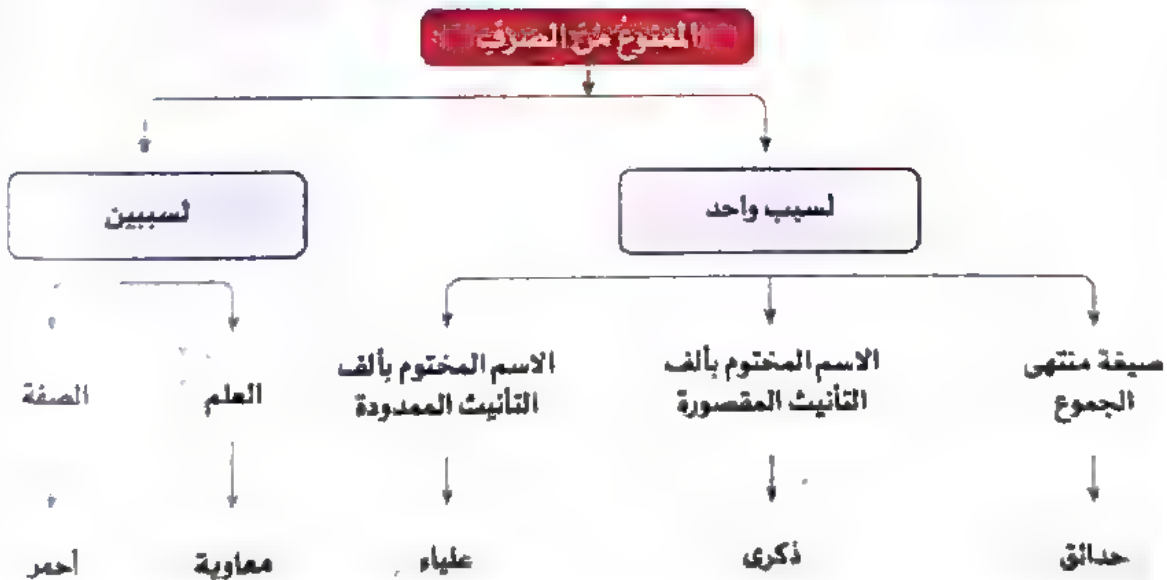 الممنوعُ من الصرفِ
لسبب واحد
لسببين
صيغة منتهى
الجموع
الاسم المختوم بألف
التأنيث المقصورة
الاسم المختوم بألف
التأنيث الممدودة
العلم
الصفة
حدائق
ذكرى
علياء
معاوية
أحمر